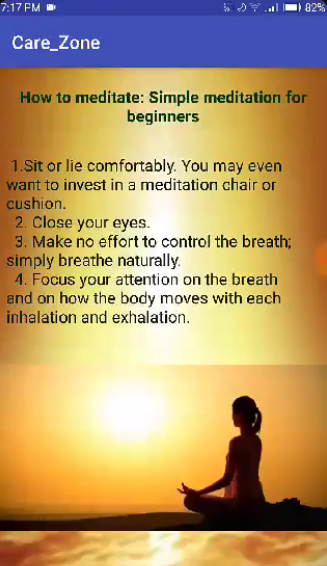 7:17 PM 82%
Care_Zone
How to meditate: Simple meditation for
beginners
1.Sit or lie comfortably. You may even
want to invest in a meditation chair or
cushion.
2. Close your eyes.
3. Make no effort to control the breath;
simply breathe naturally.
4. Focus your attention on the breath
and on how the body moves with each
inhalation and exhalation.